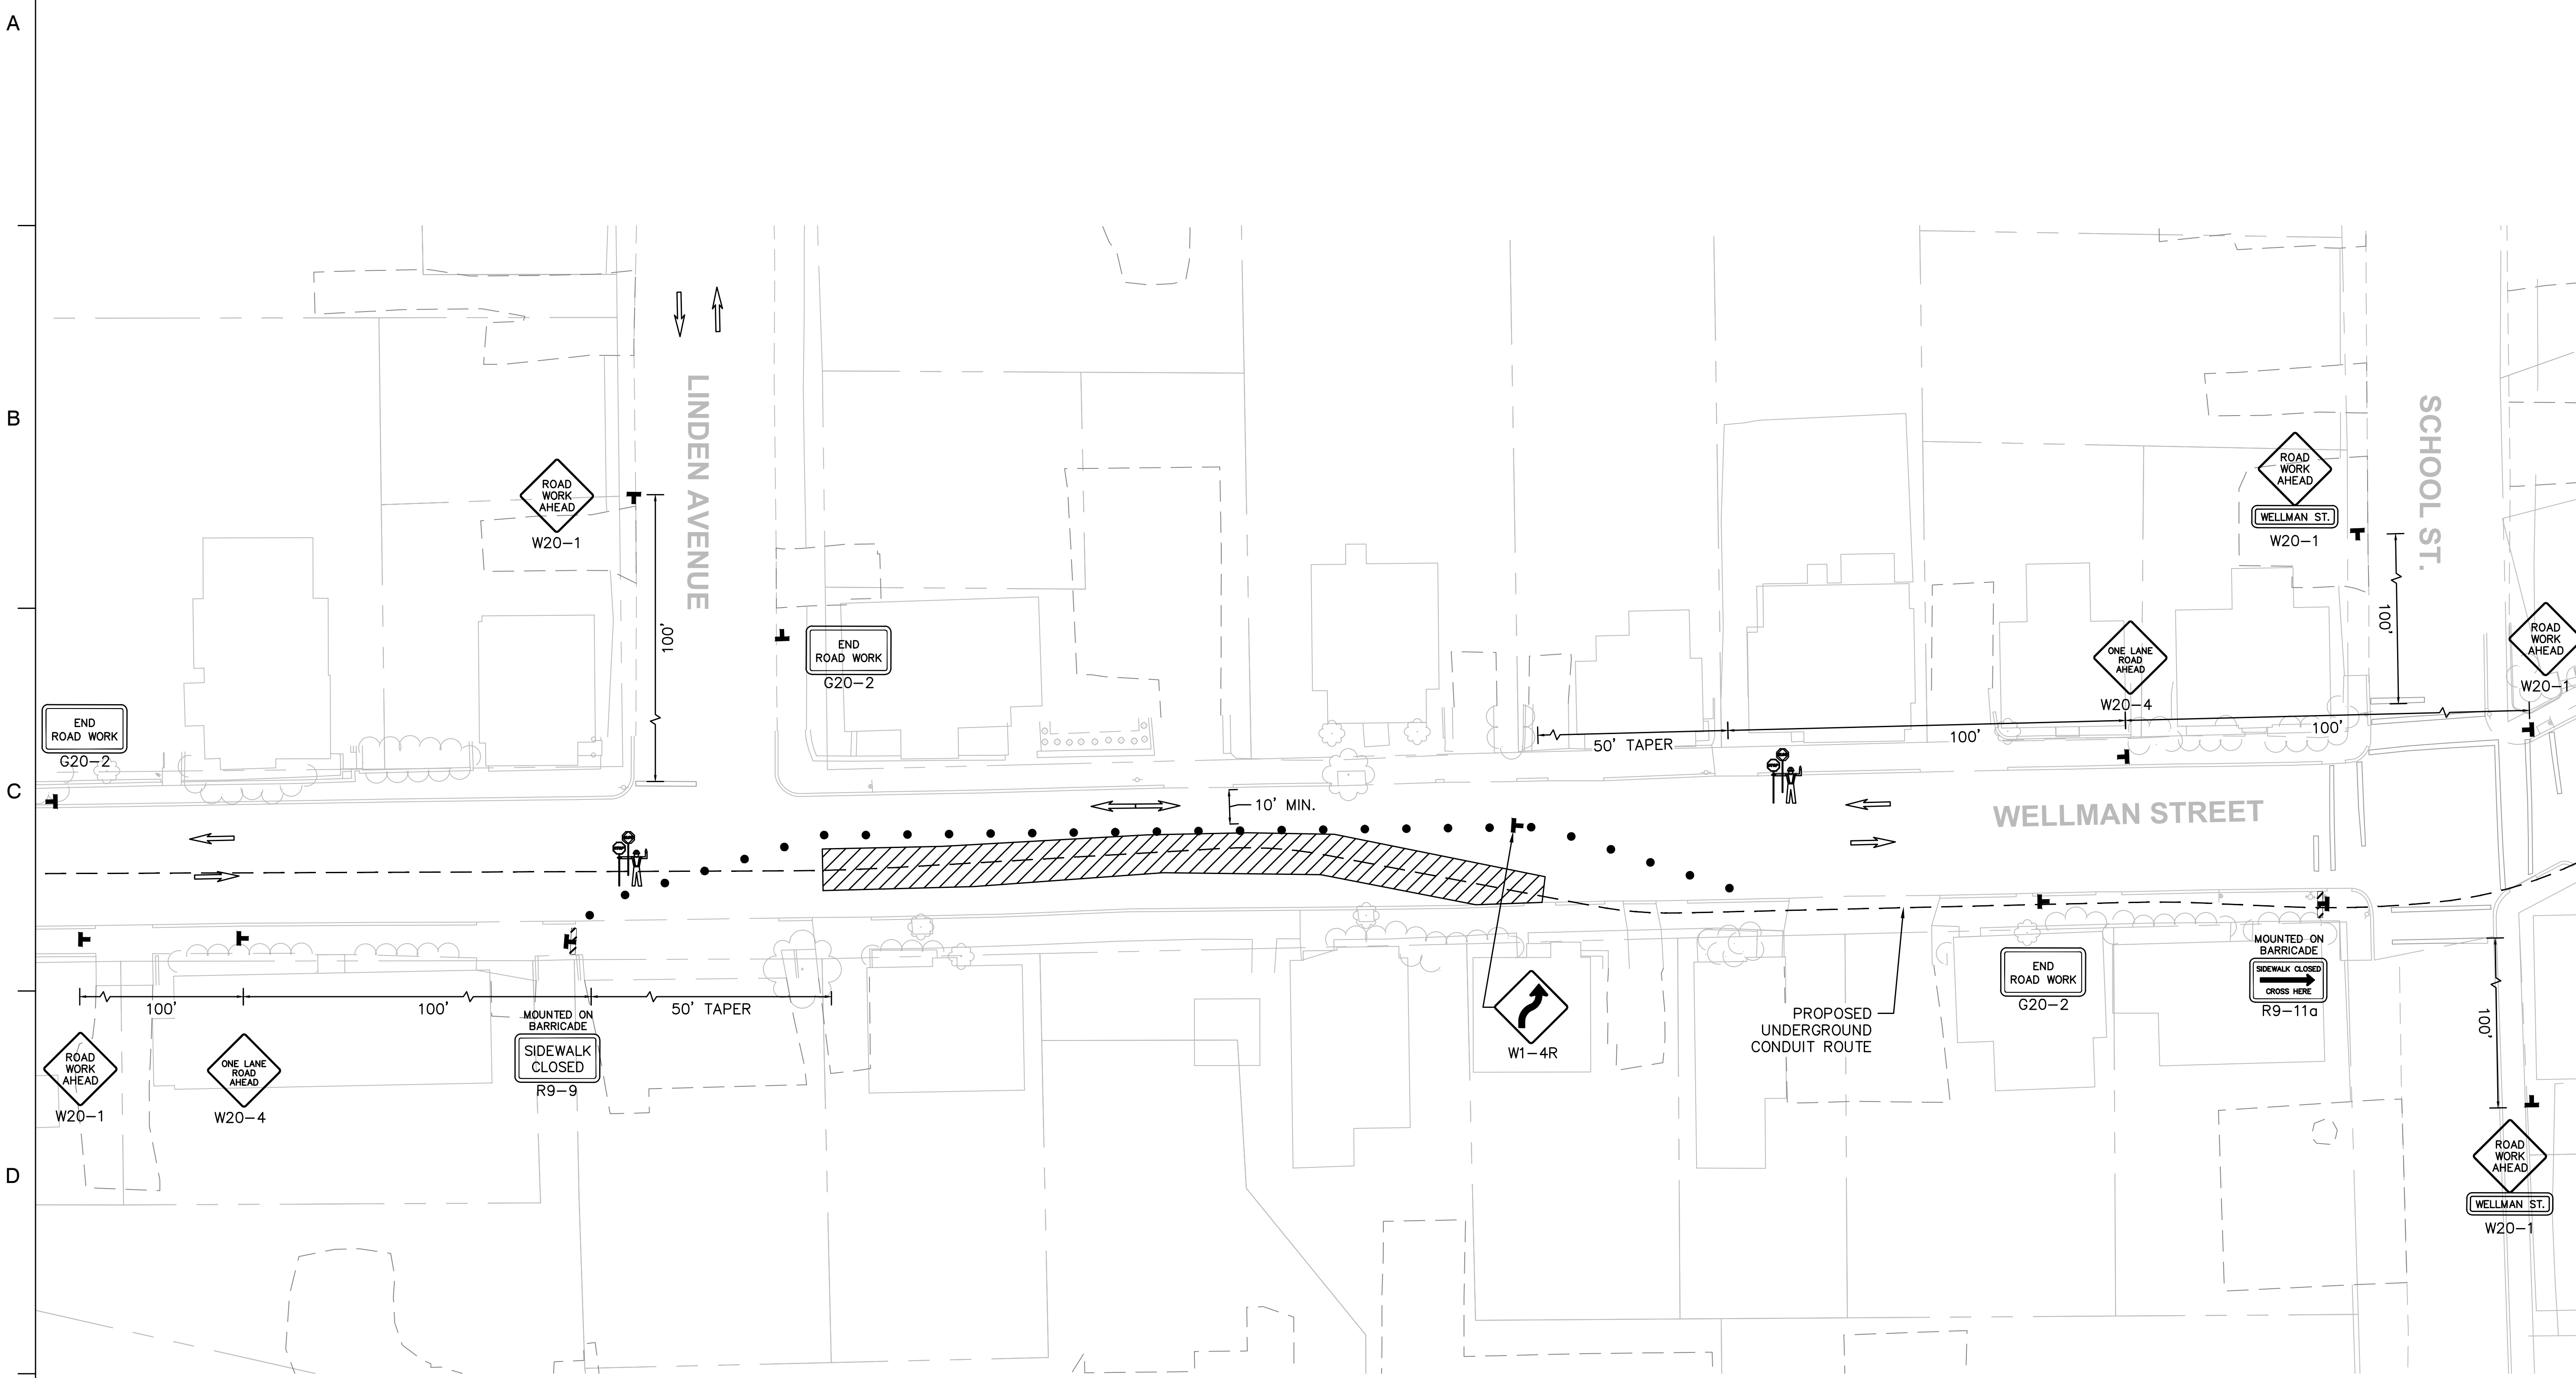 A
B
LINDEN AVENUE
SCHOOL ST.
ROAD
WORK
AHEAD
W20-1
100'
END
ROAD WORK
G20-2
ROAD
WORK
AHEAD
WELLMAN ST.
W20-1
100'
ROAD
WORK
AHEAD
W20-1
ONE LANE
ROAD
AHEAD
W20-4
END
ROAD WORK
G20-2
50' TAPER
100'
100'
C
10' MIN.
WELLMAN STREET
100'
100'
50' TAPER
ROAD
WORK
AHEAD
W20-1
ONE LANE
ROAD
AHEAD
W20-4
MOUNTED ON
BARRICADE
SIDEWALK
CLOSED
R9-9
W1-4R
PROPOSED
UNDERGROUND
CONDUIT ROUTE
END
ROAD WORK
G20-2
MOUNTED ON
BARRICADE
SIDEWALK CLOSED
CROSS HERE
R9-11a
100'
D
ROAD
WORK
AHEAD
WELLMAN ST.
W20-1